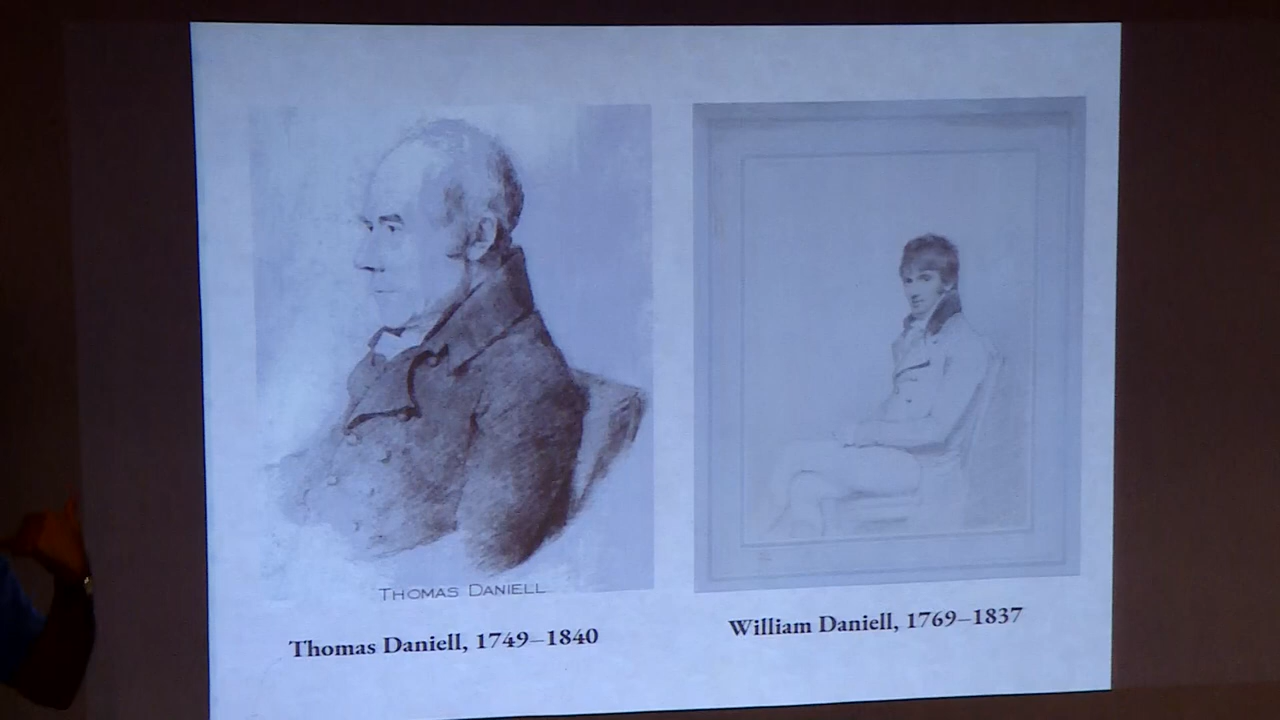 THOMAS DANIELL
Thomas Daniell, 1749–1840
William Daniell, 1769–1837